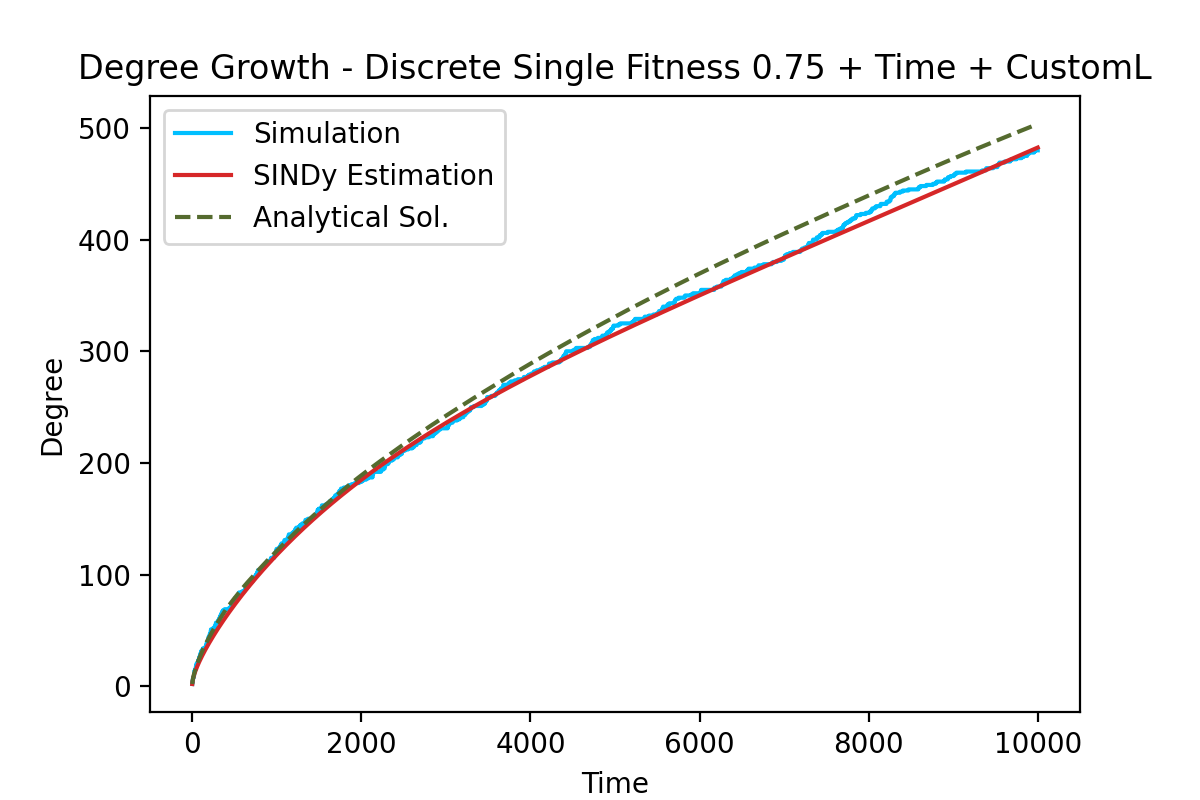 Degree Growth - Discrete Single Fitness 0.75 + Time + CustomL
Simulation
SINDy Estimation
Analytical Sol.
500
400
300
200
100
0
Degree
0 2000 4000 6000 8000 10000
Time